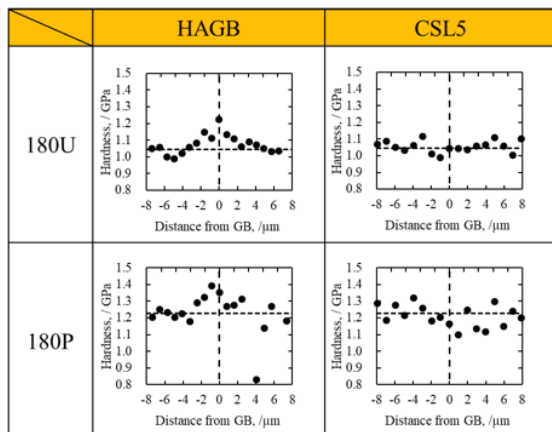 HAGB CSL5
180U
Hardness, / GPa
1.5
1.4
1.3
1.2
1.1
1.0
0.9
0.8
-8 -6 -4 -2 0 2 4 6 8
Distance from GB, /μm
Hardness, / GPa
1.5
1.4
1.3
1.2
1.1
1.0
0.9
0.8
-8 -6 -4 -2 0 2 4 6 8
Distance from GB, /μm
180P
Hardness, / GPa
1.5
1.4
1.3
1.2
1.1
1.0
0.9
0.8
-8 -6 -4 -2 0 2 4 6 8
Distance from GB, /μm
Hardness, / GPa
1.5
1.4
1.3
1.2
1.1
1.0
0.9
0.8
-8 -6 -4 -2 0 2 4 6 8
Distance from GB, /μm